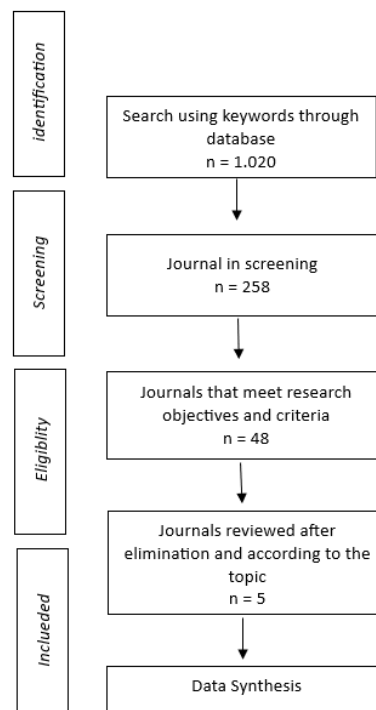 identification
Search using keywords through
database
n = 1.020
Screening
Journal in screening
n = 258
Eligiblity
Journals that meet research
objectives and criteria
n = 48
Inclueded
Journals reviewed after
elimination and according to the
topic
n = 5
Data Synthesis